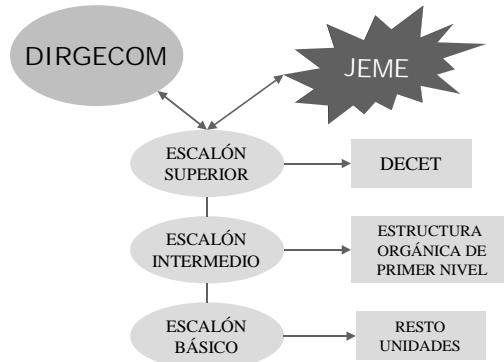 DIRGECOM
JEME
ESCALÓN
SUPERIOR
DECET
ESCALÓN
INTERMEDIO
ESTRUCTURA
ORGÁNICA DE
PRIMER NIVEL
ESCALÓN
BÁSICO
RESTO
UNIDADES